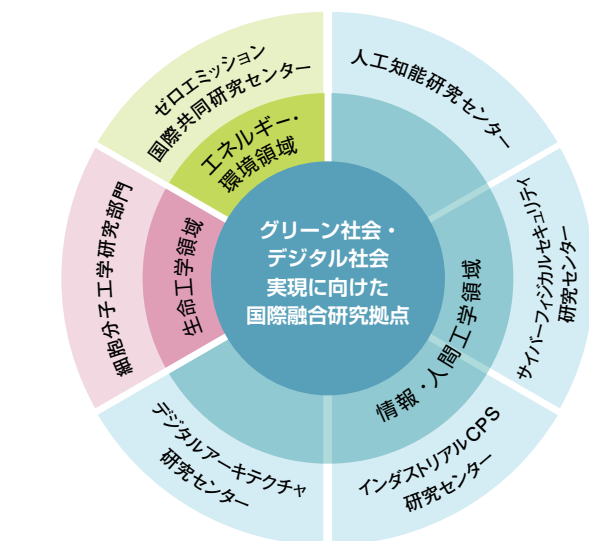 ゼロエミッション
国際共同研究センター
エネルギー・
環境領域
人工知能研究センター
サイバーフィジカルセキュリティ
研究センター
情報・人間工学領域
インダストリアルCPS
研究センター
デジタルアーキテクチャ
研究センター
細胞分子工学研究部門
生命工学領域
グリーン社会・
デジタル社会
実現に向けた
国際融合研究拠点